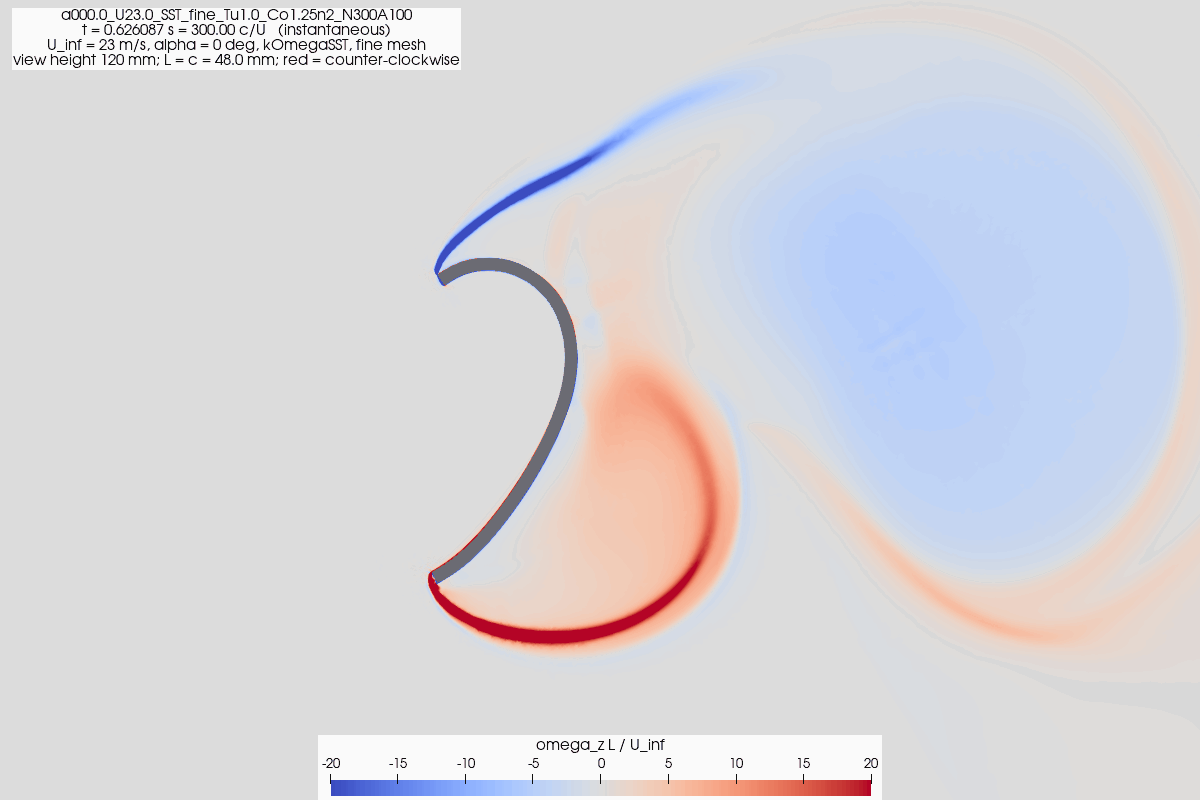 a000.0_U23.0_SST_fine_Tu1.0_Co1.25n2_N300A100
t = 0.626087 s = 300.00 c/U (instantaneous)
U_inf = 23 m/s, alpha = 0 deg, kOmegaSST, fine mesh
view height 120 mm; L = c = 48.0 mm; red = counter-clockwise
omega_z L / U_inf
-20 -15 -10 -5 0 5 10 15 20